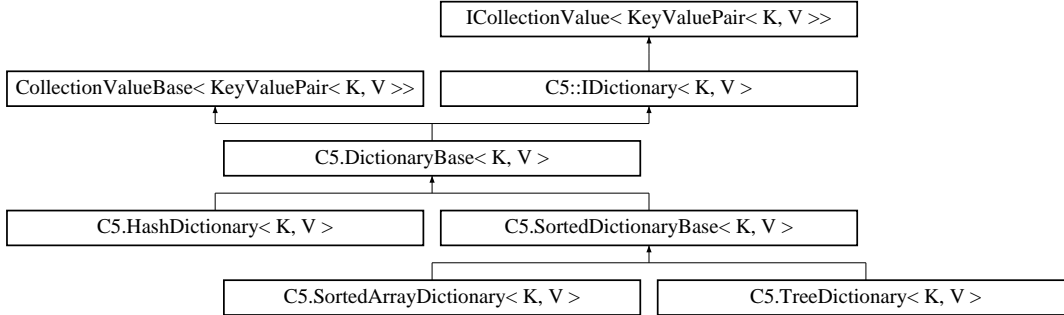 ICollectionValue< KeyValuePair< K, V >>
CollectionValueBase< KeyValuePair< K, V >>
C5::IDictionary< K, V >
C5.DictionaryBase< K, V >
C5.HashDictionary< K, V >
C5.SortedDictionaryBase< K, V >
C5.SortedArrayDictionary< K, V >
C5.TreeDictionary< K, V >